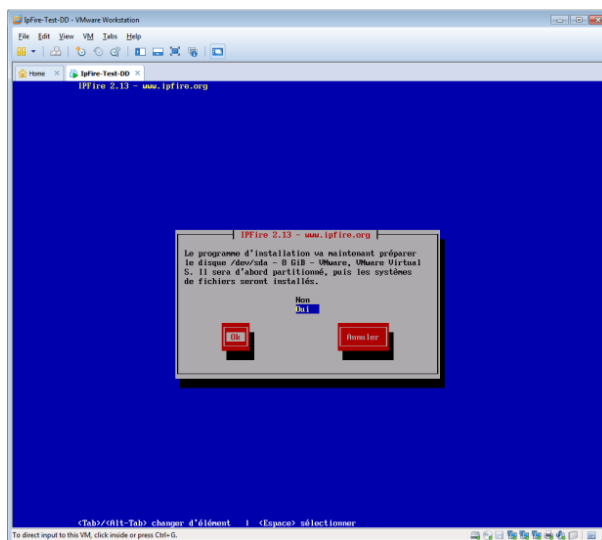 IpFire-Test-DD - VMware Workstation
File Edit View VM Tabs Help
Home × IpFire-Test-DD ×
IPFire 2.13 - www.ipfire.org
IPFire 2.13 - www.ipfire.org
Le programme d'installation va maintenant préparer
le disque /dev/sda - 8 GiB - VMware, VMware Virtual
S. Il sera d'abord partitionné, puis les systèmes
de fichiers seront installés.
Non
Oui
Ok Annuler
<Tab>/<Alt-Tab> changer d'élément | <Espace> sélectionner
To direct input to this VM, click inside or press Ctrl+G.